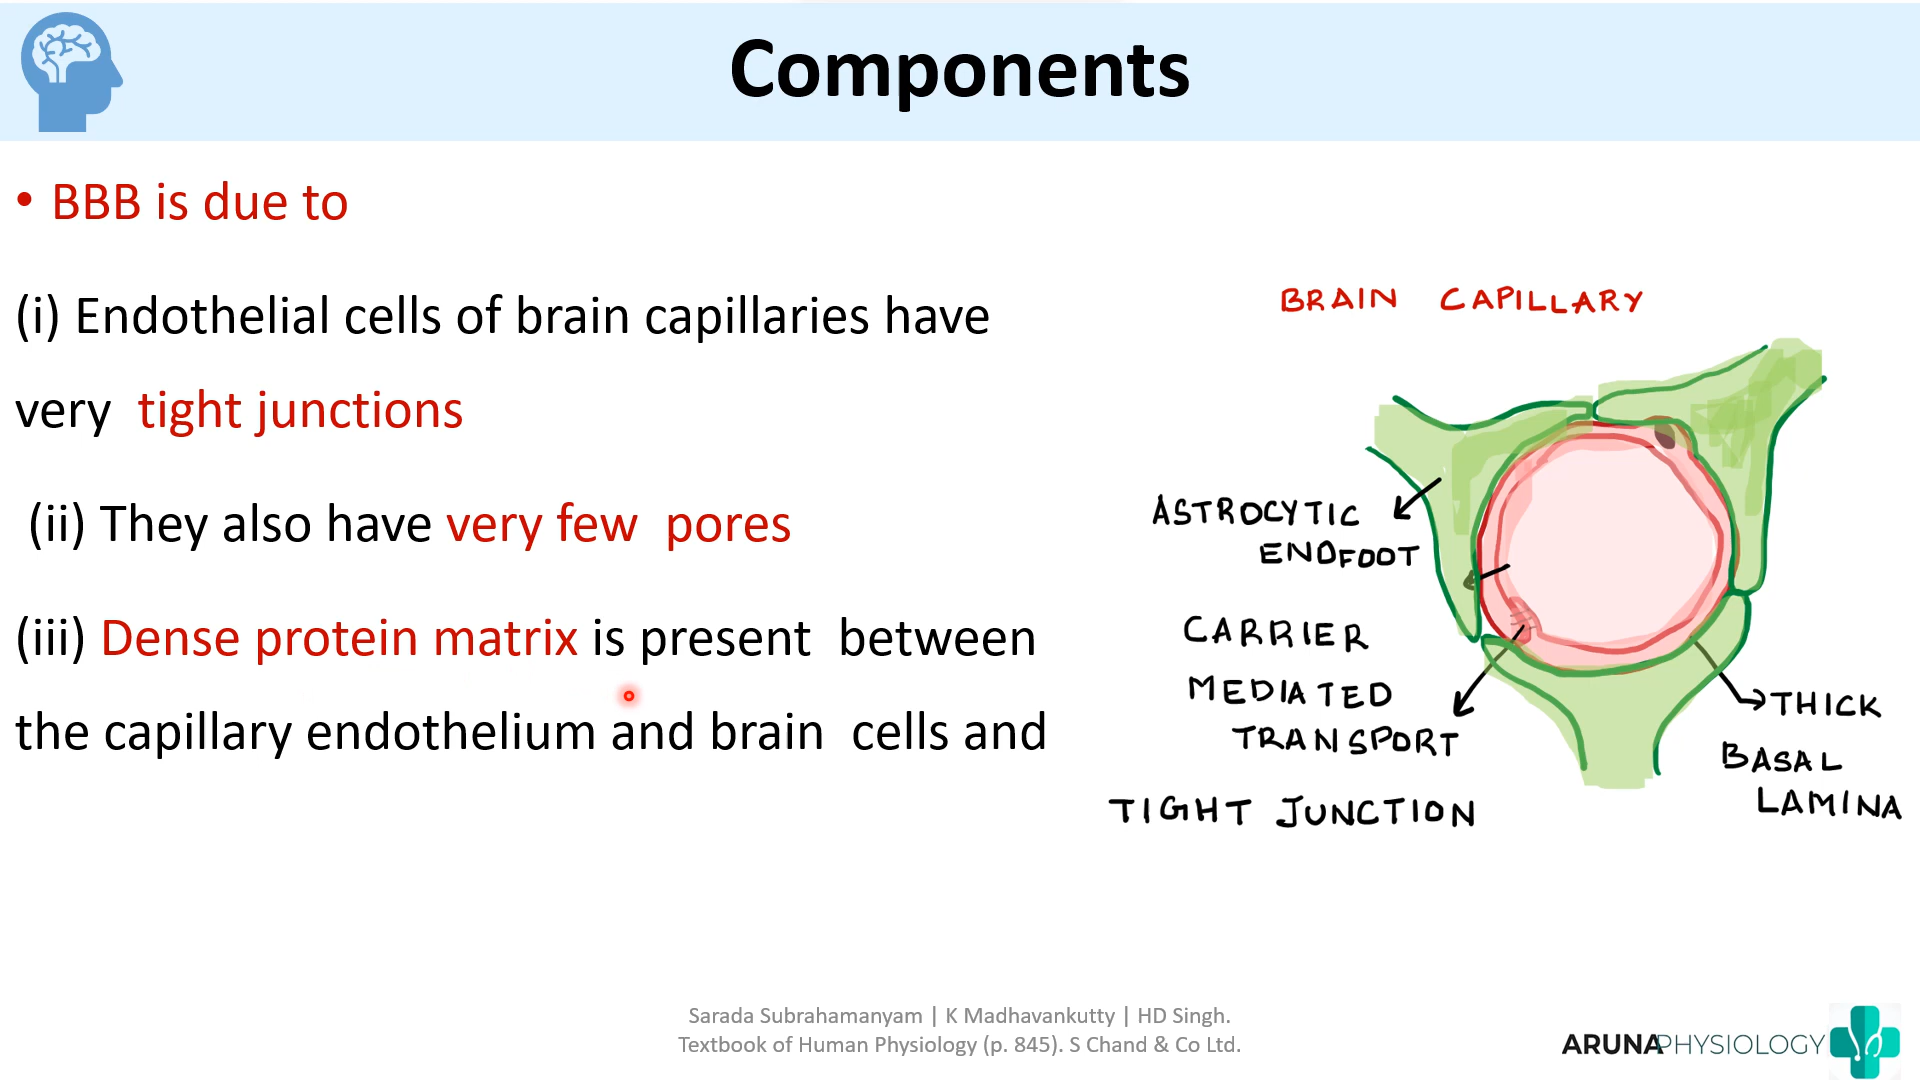 Components
• BBB is due to
(i) Endothelial cells of brain capillaries have
very tight junctions
(ii) They also have very few pores
(iii) Dense protein matrix is present between
the capillary endothelium and brain cells and
BRAIN CAPILLARY
ASTROCYTIC
ENDFOOT
CARRIER
MEDIATED
TRANSPORT
TIGHT JUNCTION
THICK
BASAL
LAMINA
Sarada Subrahamanyam | K Madhavankutty | HD Singh.
Textbook of Human Physiology (p. 845). S Chand & Co Ltd.
ARUNAPHYSIOLOGY